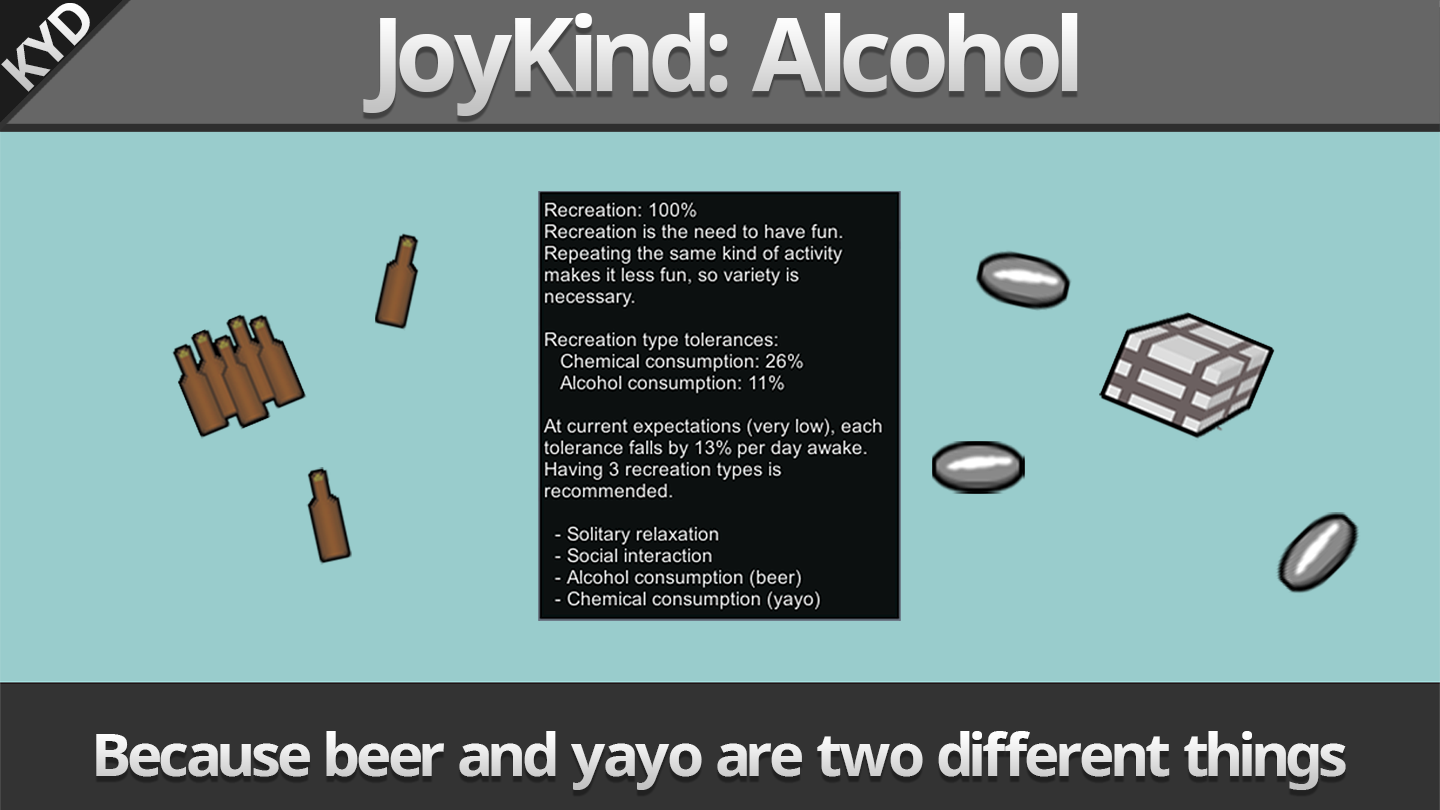 KYD
JoyKind: Alcohol
Recreation: 100%
Recreation is the need to have fun.
Repeating the same kind of activity
makes it less fun, so variety is
necessary.
Recreation type tolerances:
Chemical consumption: 26%
Alcohol consumption: 11%
At current expectations (very low), each
tolerance falls by 13% per day awake.
Having 3 recreation types is
recommended.
- Solitary relaxation
- Social interaction
- Alcohol consumption (beer)
- Chemical consumption (yayo)
Because beer and yayo are two different things